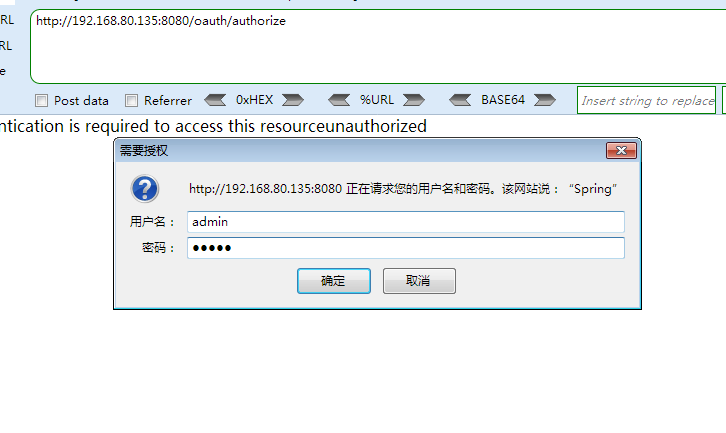 RL
http://192.168.80.135:8080/oauth/authorize
RL
e
Post data Referrer 0xHEX %URL BASE64 Insert string to replace
ntication is required to access this resourceunauthorized
需要授权
http://192.168.80.135:8080 正在请求您的用户名和密码。该网站说：“Spring”
用户名： admin
密码： ●●●●●
确定 取消